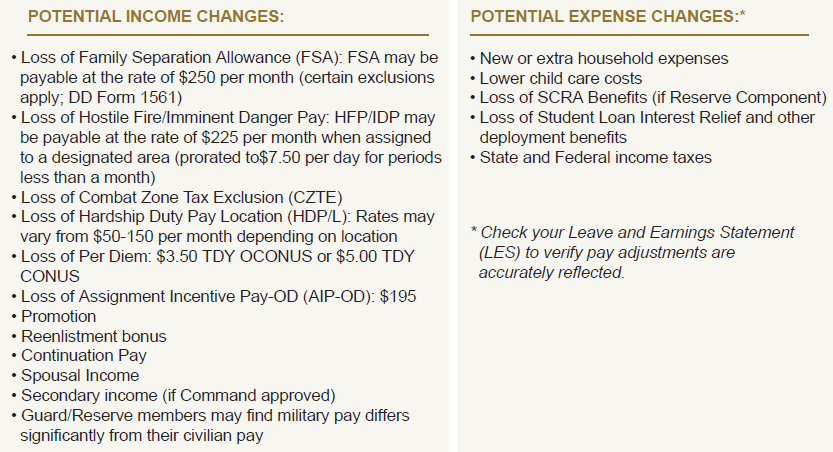 POTENTIAL INCOME CHANGES:
• Loss of Family Separation Allowance (FSA): FSA may be
payable at the rate of $250 per month (certain exclusions
apply; DD Form 1561)
• Loss of Hostile Fire/Imminent Danger Pay: HFP/IDP may
be payable at the rate of $225 per month when assigned
to a designated area (prorated to$7.50 per day for periods
less than a month)
• Loss of Combat Zone Tax Exclusion (CZTE)
• Loss of Hardship Duty Pay Location (HDP/L): Rates may
vary from $50-150 per month depending on location
• Loss of Per Diem: $3.50 TDY OCONUS or $5.00 TDY
CONUS
• Loss of Assignment Incentive Pay-OD (AIP-OD): $195
• Promotion
• Reenlistment bonus
• Continuation Pay
• Spousal Income
• Secondary income (if Command approved)
• Guard/Reserve members may find military pay differs
significantly from their civilian pay
POTENTIAL EXPENSE CHANGES:*
• New or extra household expenses
• Lower child care costs
• Loss of SCRA Benefits (if Reserve Component)
• Loss of Student Loan Interest Relief and other
deployment benefits
• State and Federal income taxes
* Check your Leave and Earnings Statement
(LES) to verify pay adjustments are
accurately reflected.